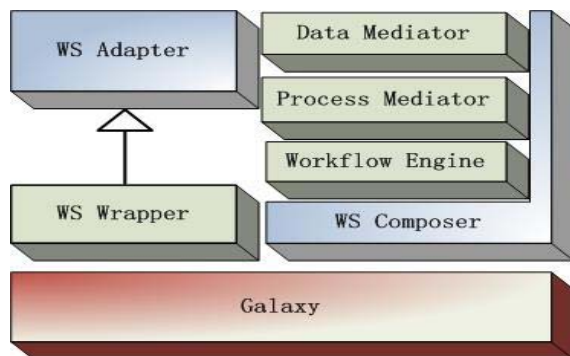 WS Adapter
Data Mediator
Process Mediator
Workflow Engine
WS Wrapper
WS Composer
Galaxy